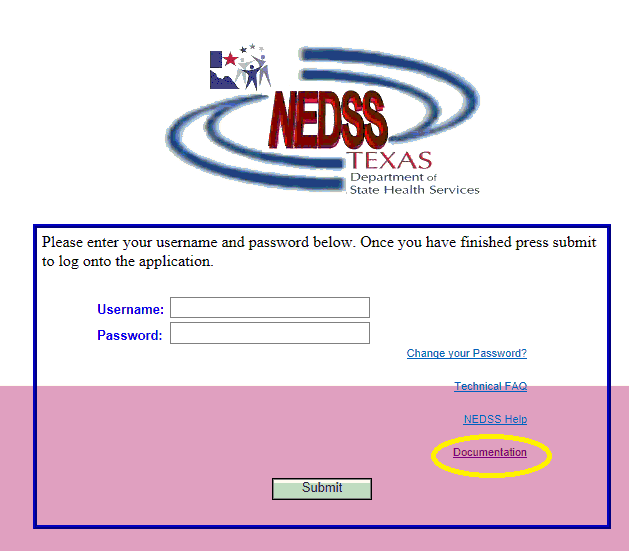 NEDSS
TEXAS
Department of
State Health Services
Please enter your username and password below. Once you have finished press submit
to log onto the application.
Username:
Password:
Change your Password?
Technical FAQ
NEDSS Help
Documentation
Submit